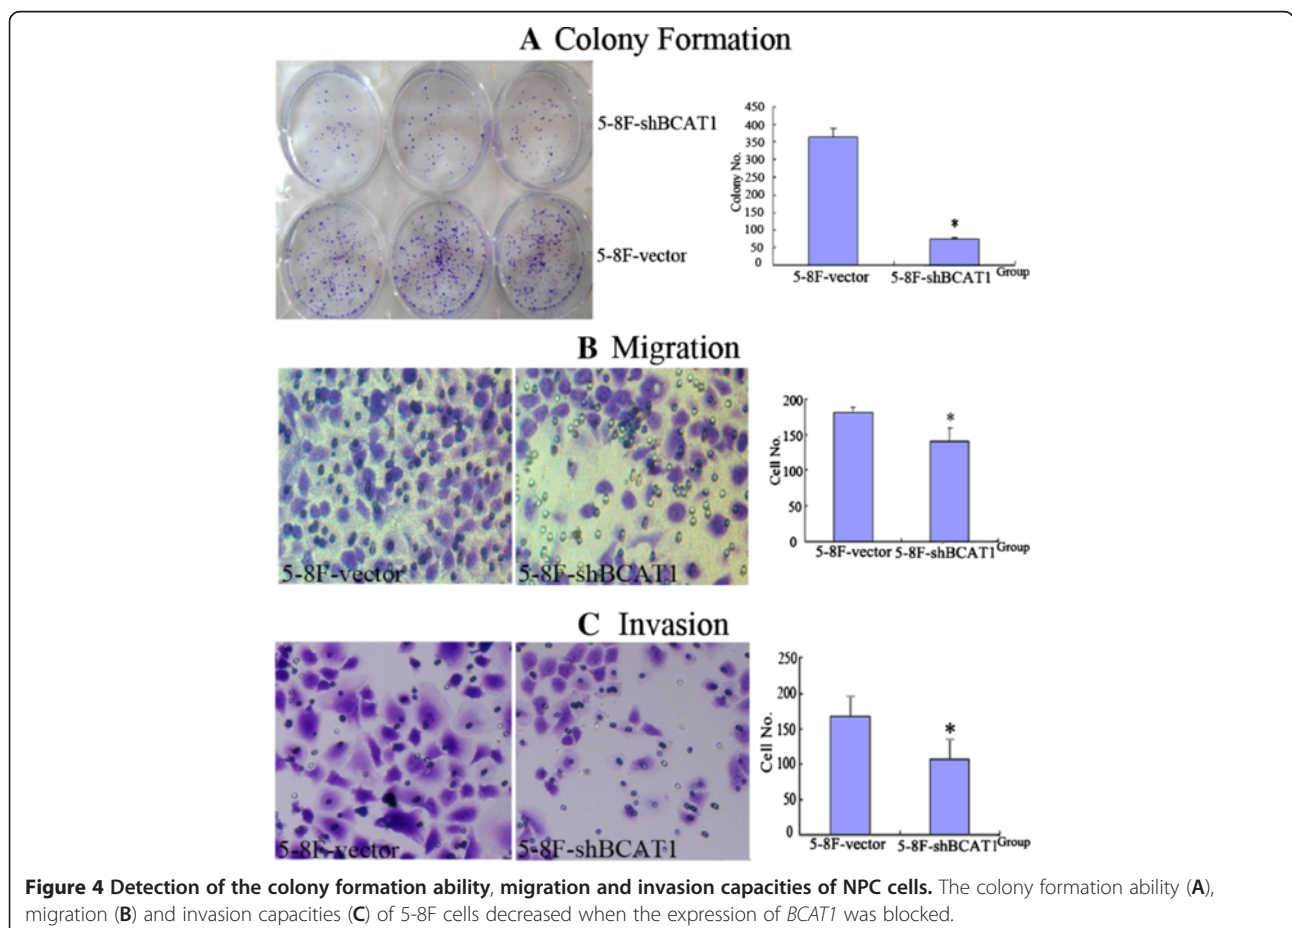 A Colony Formation
5-8F-shBCAT1
5-8F-vector
Colony No.
450
400
350
300
250
200
150
100
50
0
*
5-8F-vector
5-8F-shBCAT1
Group
B Migration
5-8F-vector
5-8F-shBCAT1
Cell No.
200
150
100
50
0
*
5-8F-vector
5-8F-shBCAT1
Group
C Invasion
5-8F-vector
5-8F-shBCAT1
Cell No.
250
200
150
100
50
0
*
5-8F-vector
5-8F-shBCAT1
Group
Figure 4 Detection of the colony formation ability, migration and invasion capacities of NPC cells. The colony formation ability (A),
migration (B) and invasion capacities (C) of 5-8F cells decreased when the expression of BCAT1 was blocked.